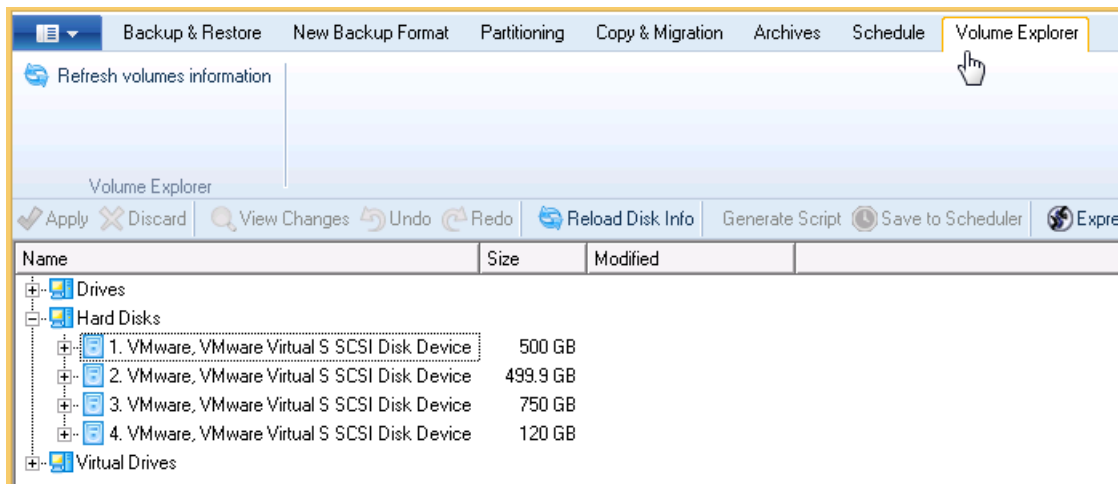 Backup & Restore New Backup Format Partitioning Copy & Migration Archives Schedule Volume Explorer
Refresh volumes information
Volume Explorer
Apply Discard View Changes Undo Redo Reload Disk Info Generate Script Save to Scheduler Expre
Name Size Modified
Drives
Hard Disks
1. VMware, VMware Virtual S SCSI Disk Device 500 GB
2. VMware, VMware Virtual S SCSI Disk Device 499.9 GB
3. VMware, VMware Virtual S SCSI Disk Device 750 GB
4. VMware, VMware Virtual S SCSI Disk Device 120 GB
Virtual Drives